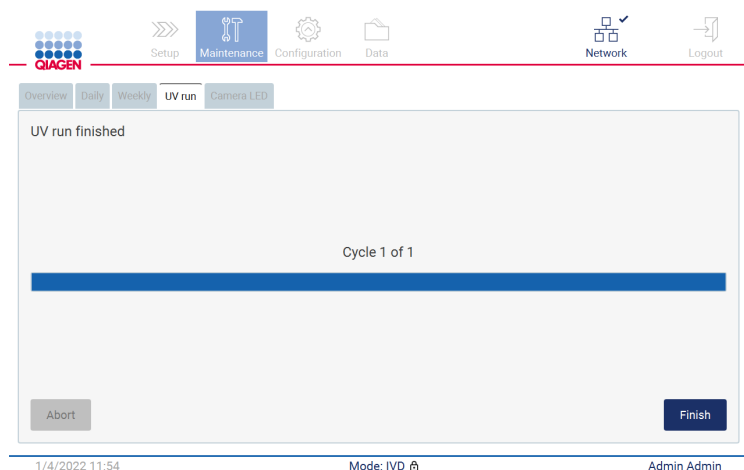 QIAGEN
Setup
Maintenance
Configuration
Data
Network
Logout
Overview
Daily
Weekly
UV run
Camera LED
UV run finished
Cycle 1 of 1
Abort
Finish
1/4/2022 11:54
Mode: IVD
Admin Admin